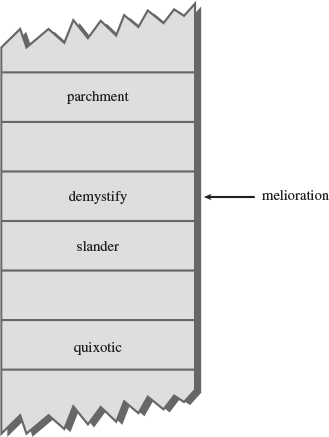 parchment
demystify
melioration
slander
quixotic